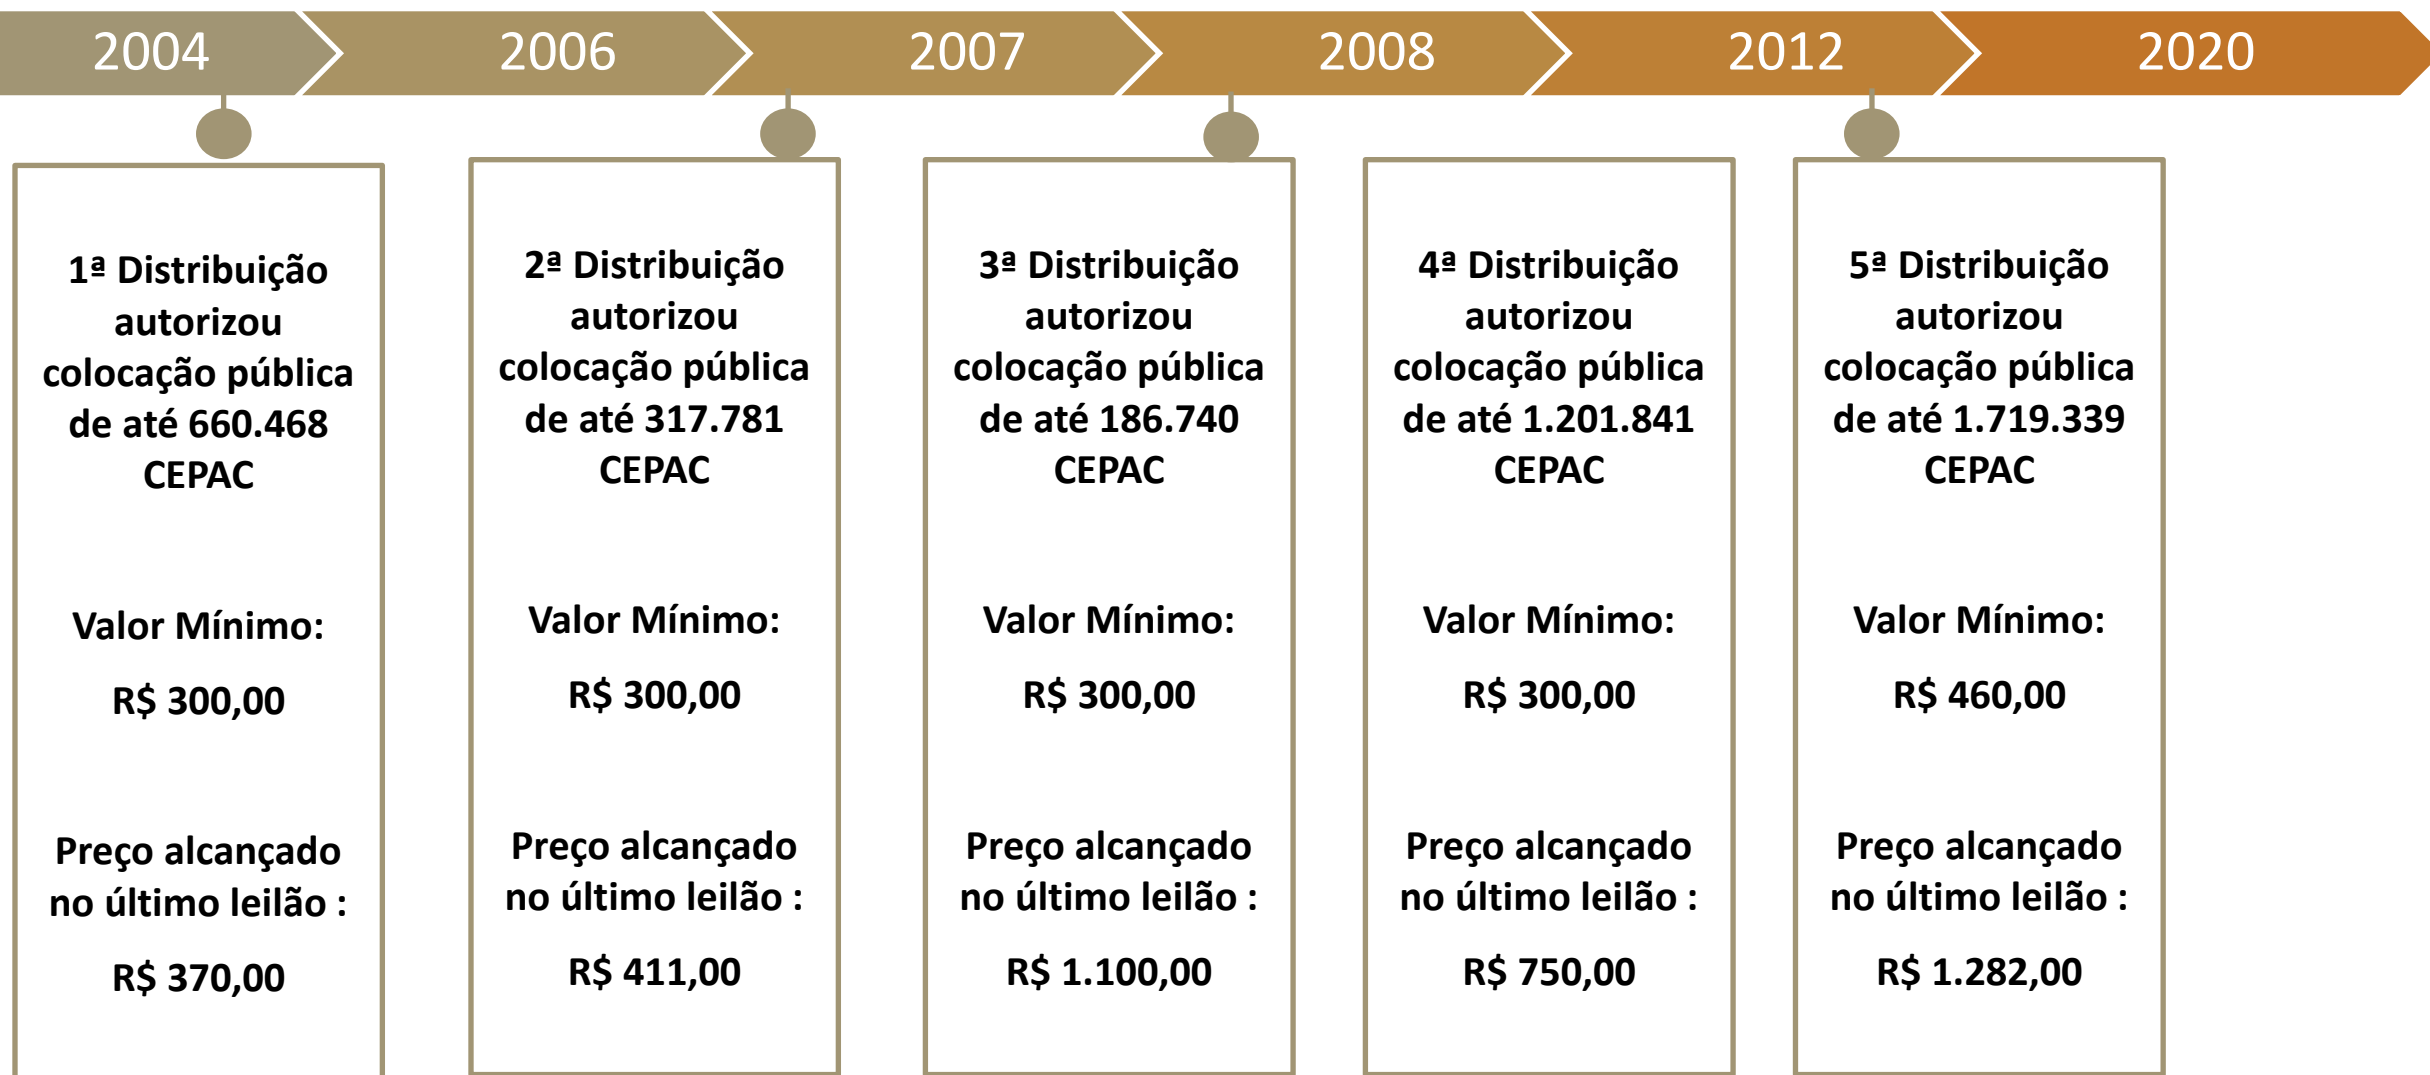 2004
2006
2007
2008
2012
2020
1ª Distribuição
autorizou
colocação pública
de até 660.468
CEPAC
Valor Mínimo:
R$ 300,00
Preço alcançado
no último leilão :
R$ 370,00
2ª Distribuição
autorizou
colocação pública
de até 317.781
CEPAC
Valor Mínimo:
R$ 300,00
Preço alcançado
no último leilão :
R$ 411,00
3ª Distribuição
autorizou
colocação pública
de até 186.740
CEPAC
Valor Mínimo:
R$ 300,00
Preço alcançado
no último leilão :
R$ 1.100,00
4ª Distribuição
autorizou
colocação pública
de até 1.201.841
CEPAC
Valor Mínimo:
R$ 300,00
Preço alcançado
no último leilão :
R$ 750,00
5ª Distribuição
autorizou
colocação pública
de até 1.719.339
CEPAC
Valor Mínimo:
R$ 460,00
Preço alcançado
no último leilão :
R$ 1.282,00